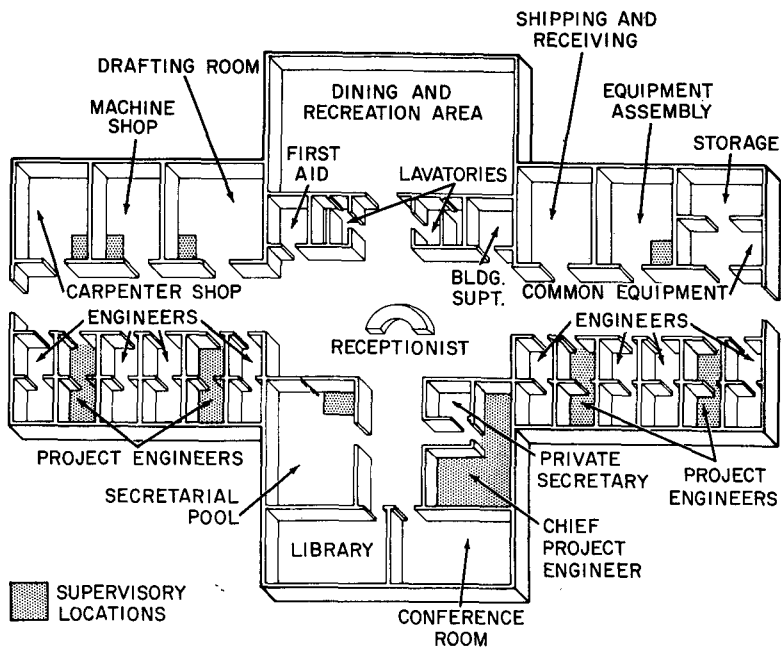 SHIPPING AND
RECEIVING
DRAFTING ROOM
DINING AND
RECREATION AREA
EQUIPMENT
ASSEMBLY
MACHINE
SHOP
STORAGE
FIRST
AID
LAVATORIES
BLDG.
SUPT.
CARPENTER SHOP
COMMON EQUIPMENT
ENGINEERS
ENGINEERS
RECEPTIONIST
PROJECT ENGINEERS
PRIVATE
SECRETARY
PROJECT
ENGINEERS
SECRETARIAL
POOL
CHIEF
PROJECT
ENGINEER
LIBRARY
SUPERVISORY
LOCATIONS
CONFERENCE
ROOM